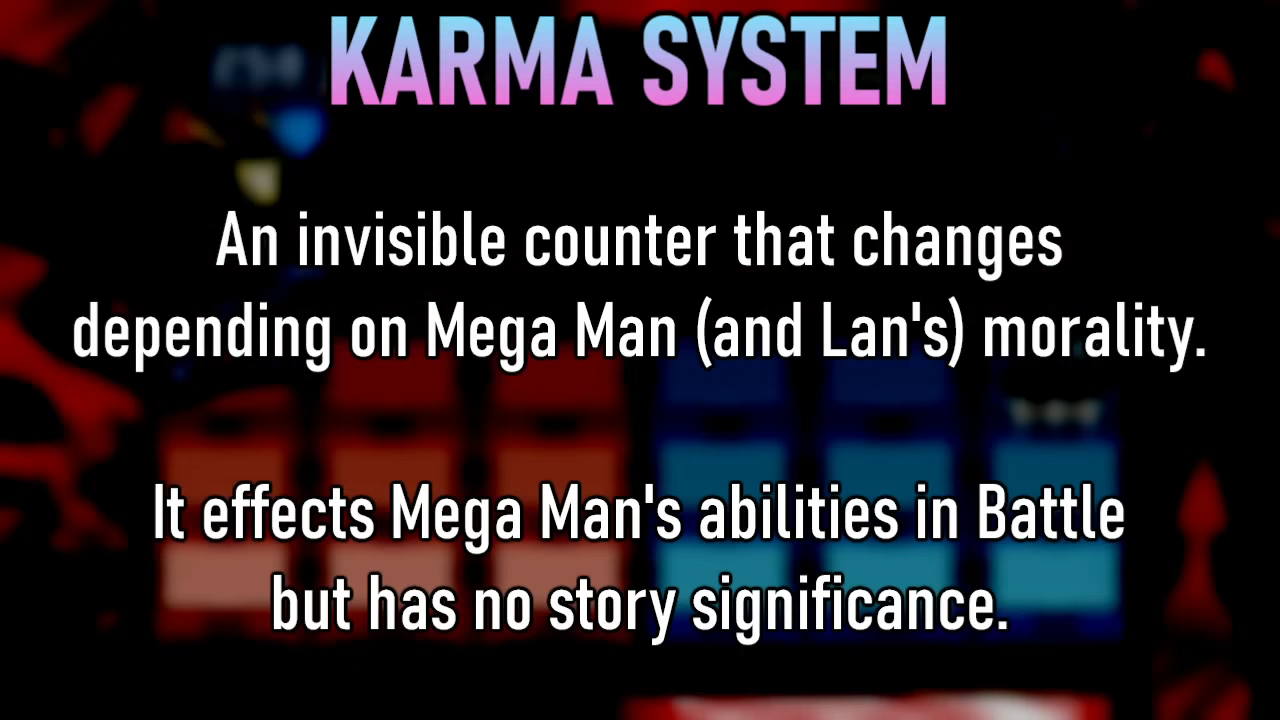 KARMA SYSTEM
An invisible counter that changes
depending on Mega Man (and Lan's) morality.
It effects Mega Man's abilities in Battle
but has no story significance.